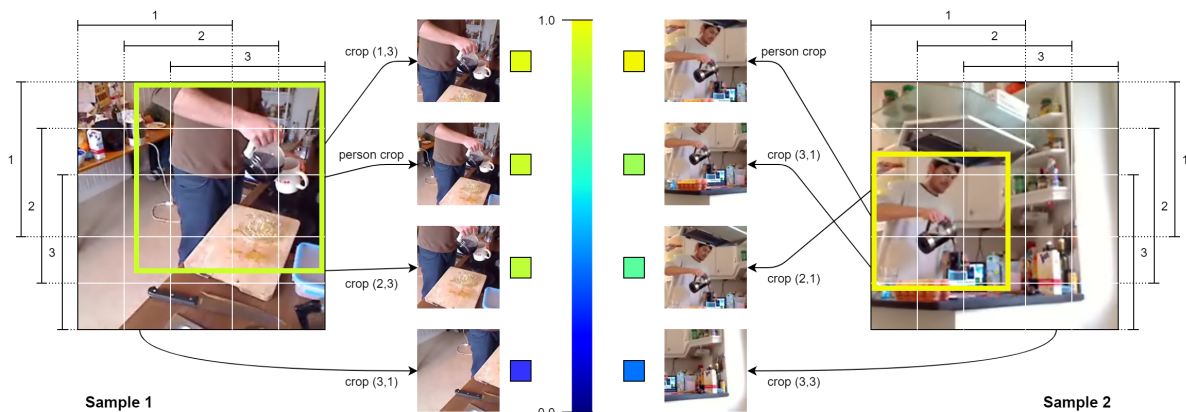 1
2
3
1
2
3
crop (1,3)
person crop
crop (2,3)
crop (3,1)
Sample 1
1.0
0.0
person crop
crop (3,1)
crop (2,1)
crop (3,3)
1
2
3
1
2
3
Sample 2